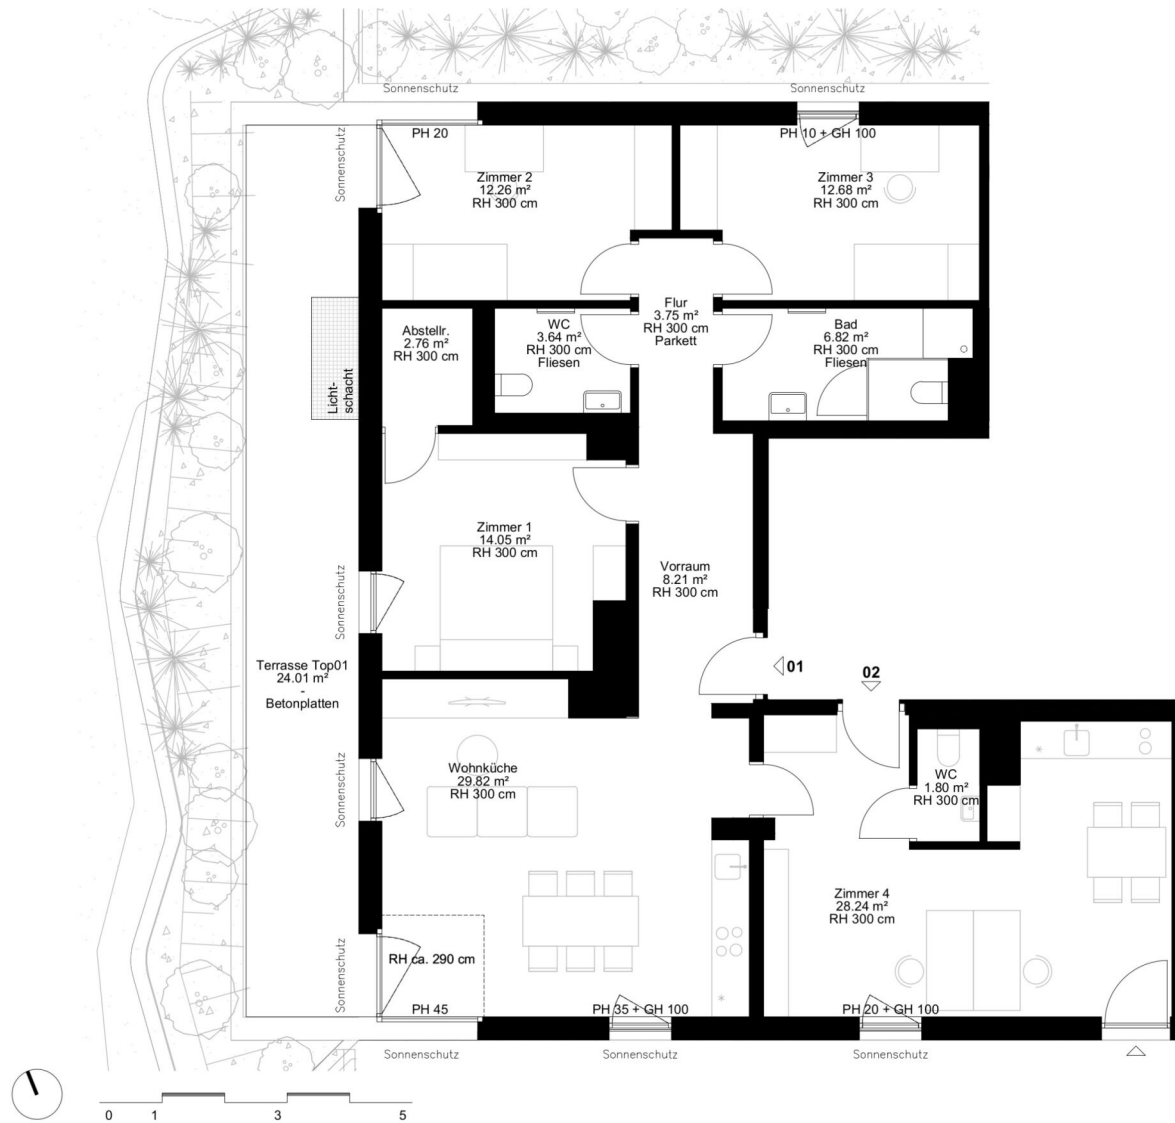 Sonnenschutz
Sonnenschutz
Sonnenschutz
PH 20
PH 10 + GH 100
Zimmer 2
12.26 m²
RH 300 cm
Zimmer 3
12.68 m²
RH 300 cm
Flur
3.75 m²
RH 300 cm
Parkett
Abstellr.
2.76 m²
RH 300 cm
WC
3.64 m²
RH 300 cm
Fliesen
Bad
6.82 m²
RH 300 cm
Fliesen
Licht-
schacht
Zimmer 1
14.05 m²
RH 300 cm
Vorraum
8.21 m²
RH 300 cm
Sonnenschutz
Terrasse Top01
24.01 m²
-
Betonplatten
01
02
Wohnküche
29.82 m²
RH 300 cm
Sonnenschutz
WC
1.80 m²
RH 300 cm
Zimmer 4
28.24 m²
RH 300 cm
RH ca. 290 cm
Sonnenschutz
PH 45
PH 35 + GH 100
PH 20 + GH 100
Sonnenschutz
Sonnenschutz
Sonnenschutz
0 1 3 5